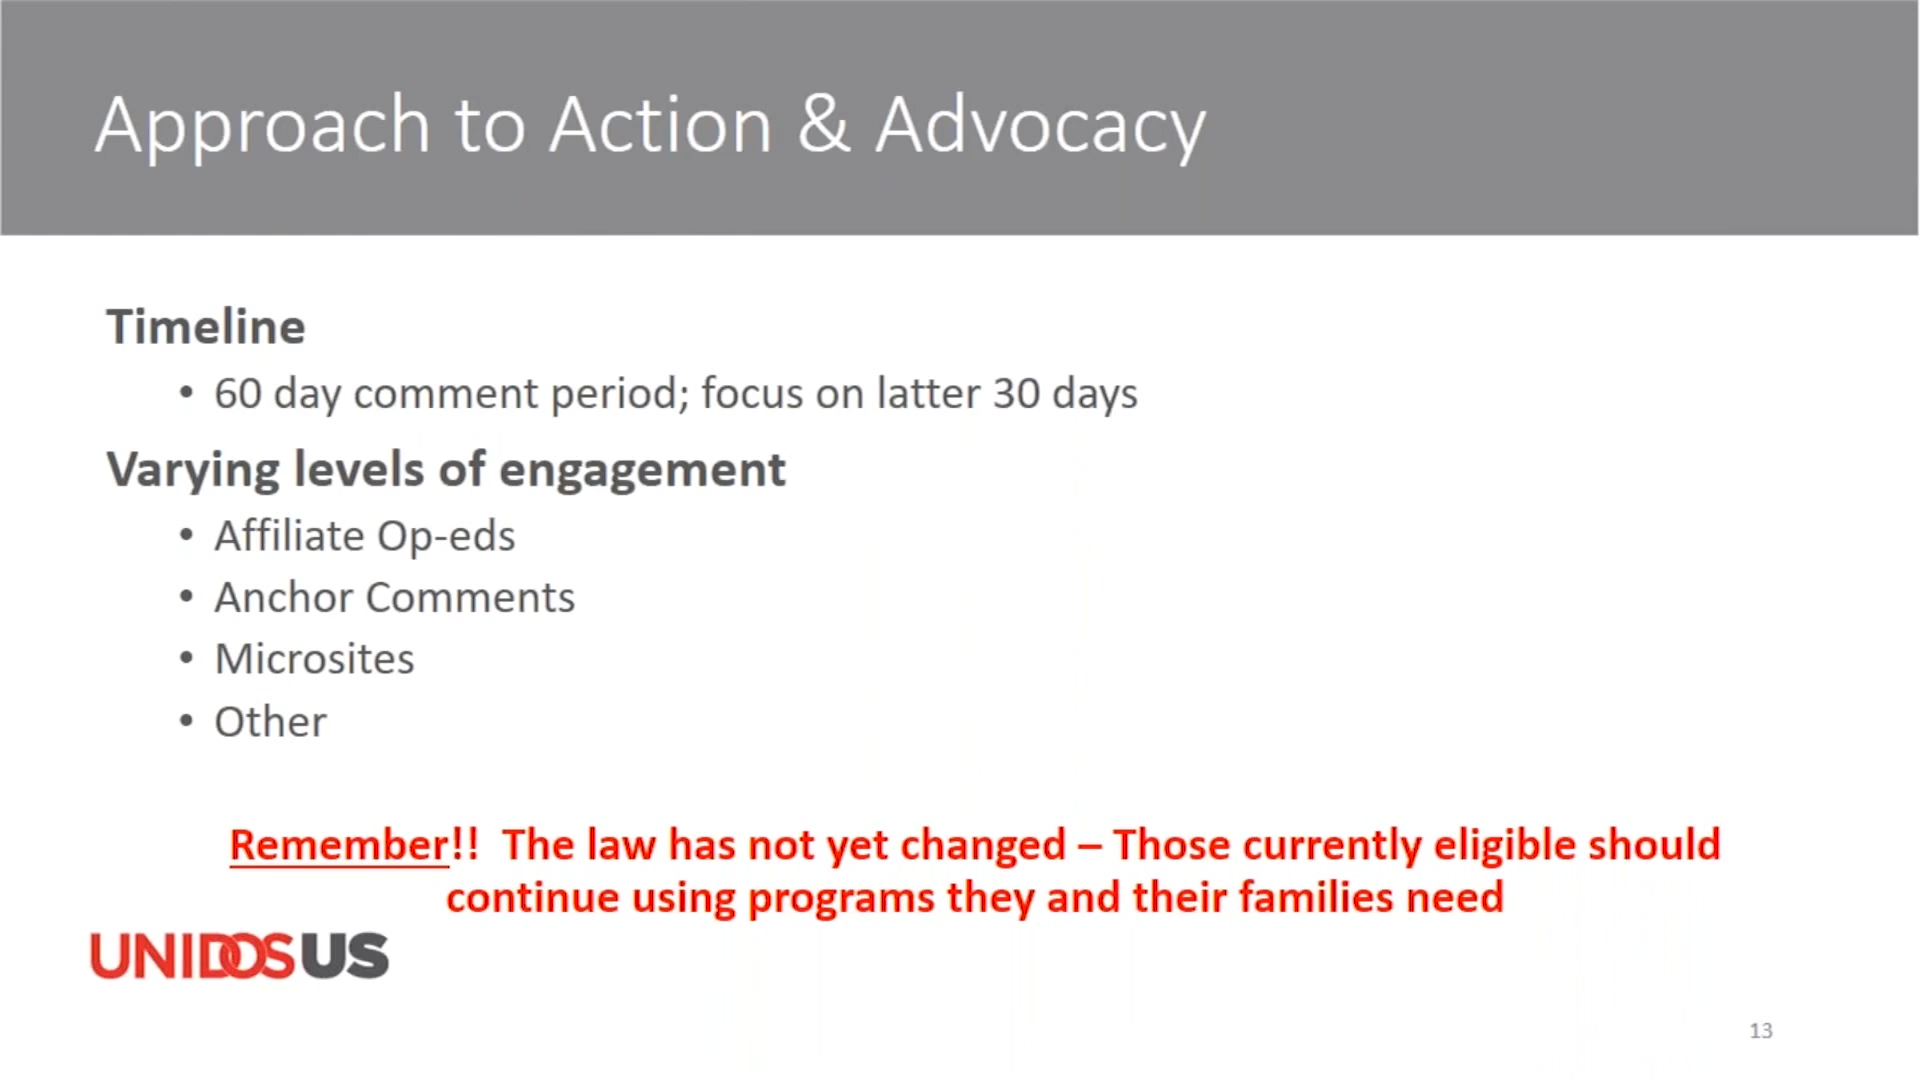 Approach to Action & Advocacy
Timeline
• 60 day comment period; focus on latter 30 days
Varying levels of engagement
• Affiliate Op-eds
• Anchor Comments
• Microsites
• Other
Remember!!  The law has not yet changed – Those currently eligible should
continue using programs they and their families need
UNIDOSUS
13